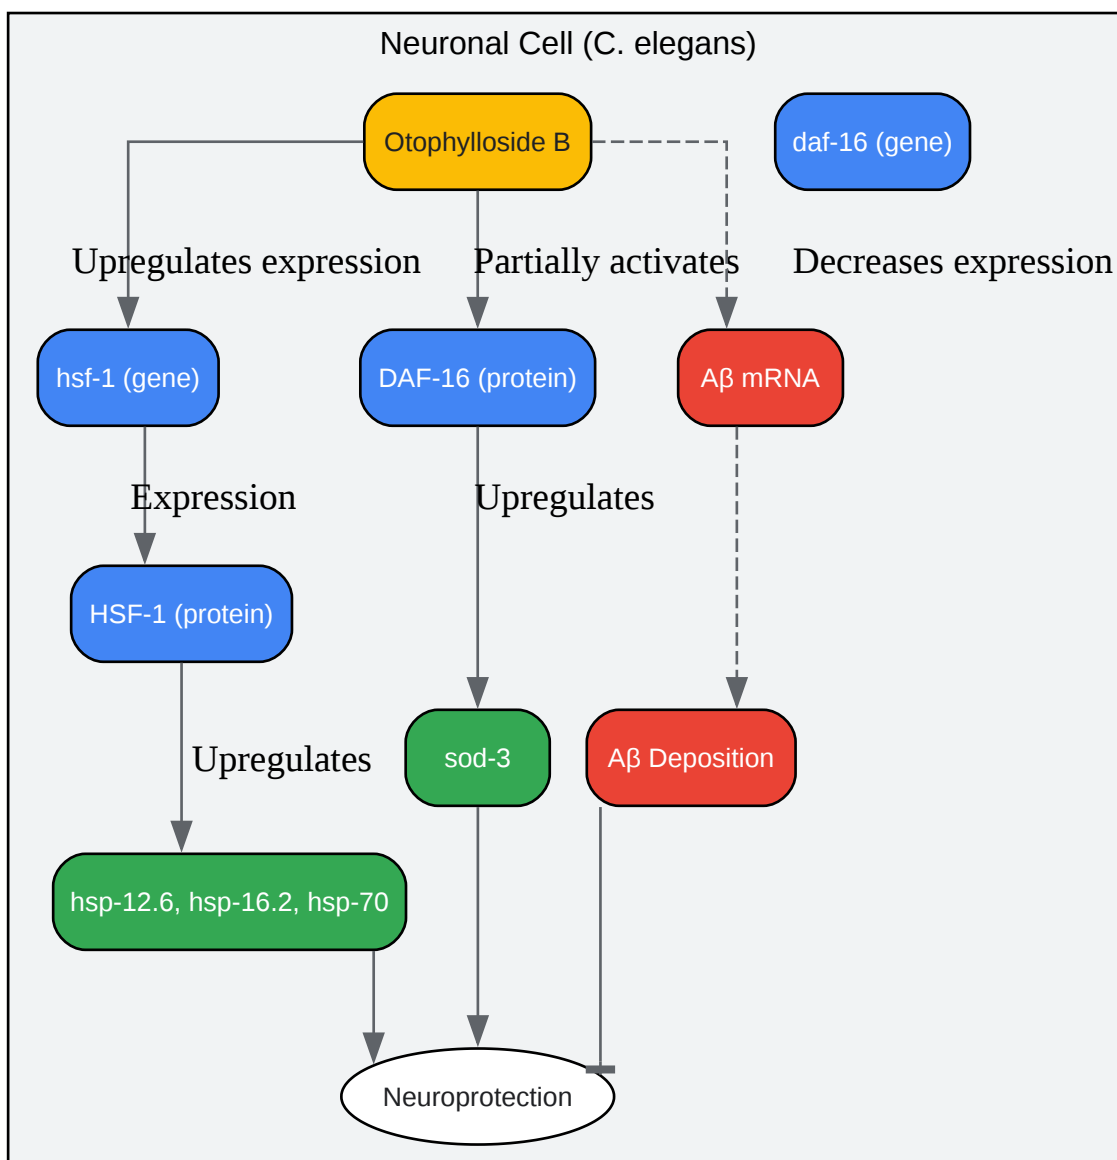 Neuronal Cell (C. elegans)
Otophylloside B
daf-16 (gene)
Upregulates expression
Partially activates
Decreases expression
hsf-1 (gene)
DAF-16 (protein)
Aβ mRNA
Expression
Upregulates
HSF-1 (protein)
Upregulates
sod-3
Aβ Deposition
hsp-12.6, hsp-16.2, hsp-70
Neuroprotection